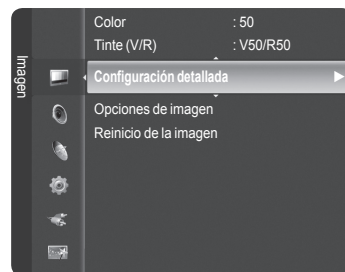 Imagen
Color : 50
Tinte (V/R) : V50/R50
Configuración detallada
Opciones de imagen
Reinicio de la imagen